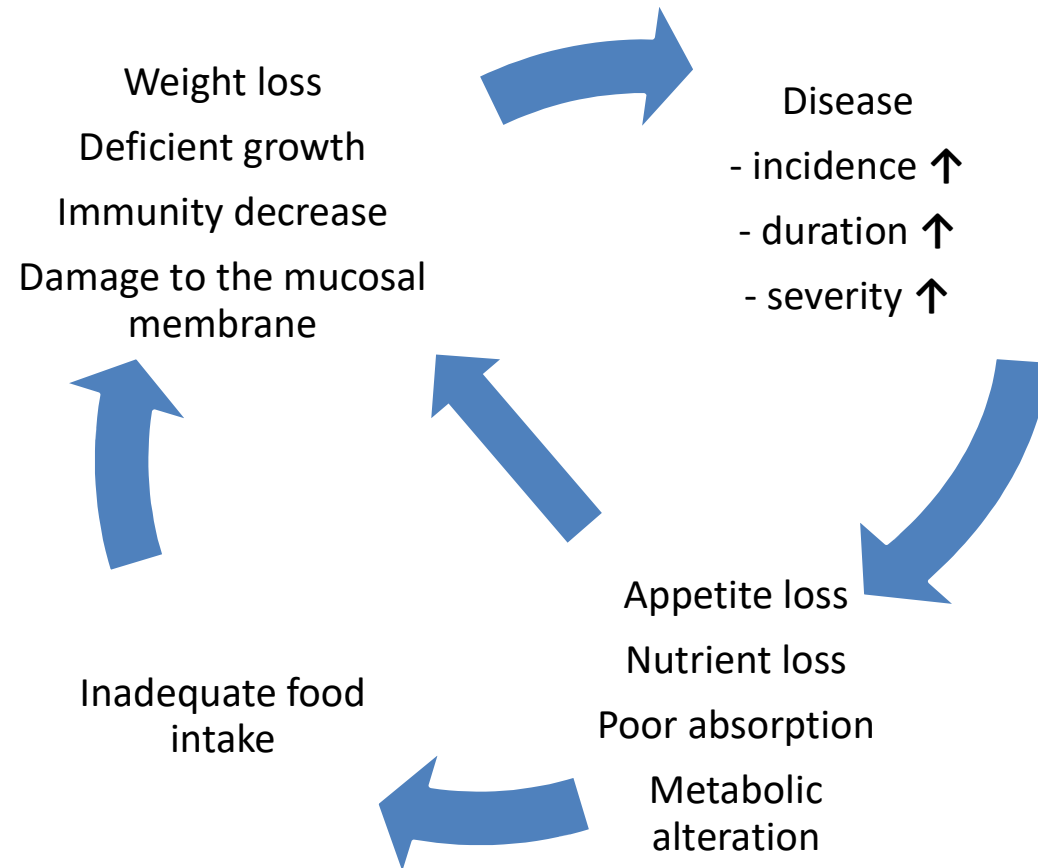 Weight loss
Deficient growth
Immunity decrease
Damage to the mucosal
membrane
Disease
- incidence ↑
- duration ↑
- severity ↑
Appetite loss
Nutrient loss
Poor absorption
Metabolic
alteration
Inadequate food
intake